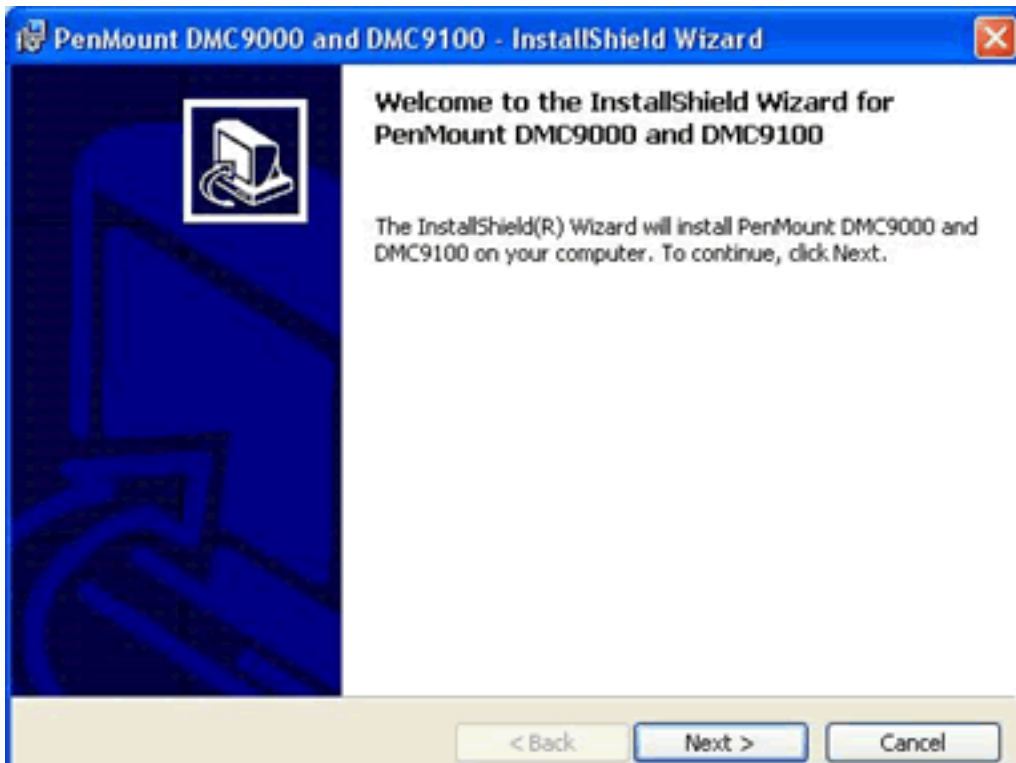 PenMount DMC9000 and DMC9100 - InstallShield Wizard
Welcome to the InstallShield Wizard for
PenMount DMC9000 and DMC9100
The InstallShield(R) Wizard will install PenMount DMC9000 and
DMC9100 on your computer. To continue, click Next.
< Back
Next >
Cancel